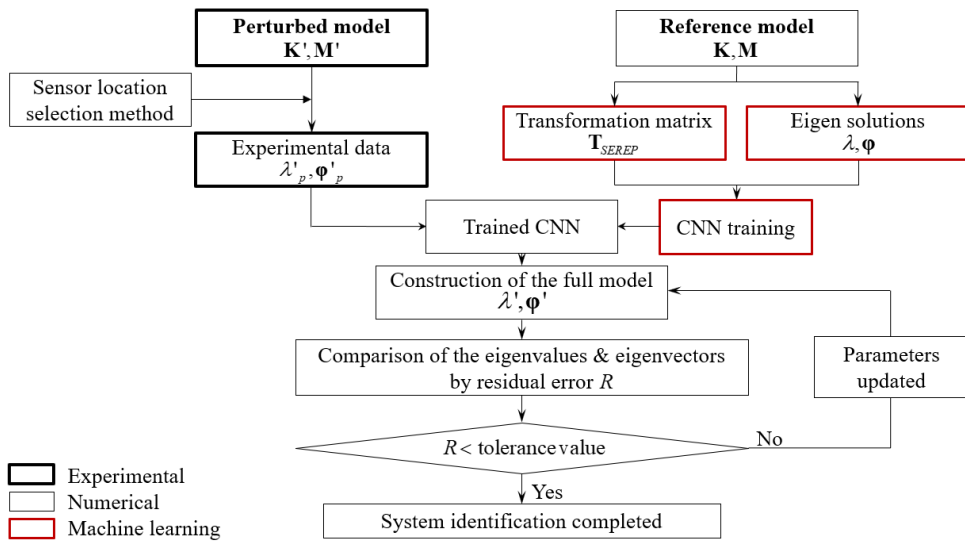 Perturbed model
K', M'
Reference model
K, M
Sensor location
selection method
Transformation matrix
T_SEREP
Eigen solutions
λ, φ
Experimental data
λ'_p, φ'_p
Trained CNN
CNN training
Construction of the full model
λ', φ'
Comparison of the eigenvalues & eigenvectors
by residual error R
Parameters
updated
R < tolerance value
No
Yes
System identification completed
Experimental
Numerical
Machine learning